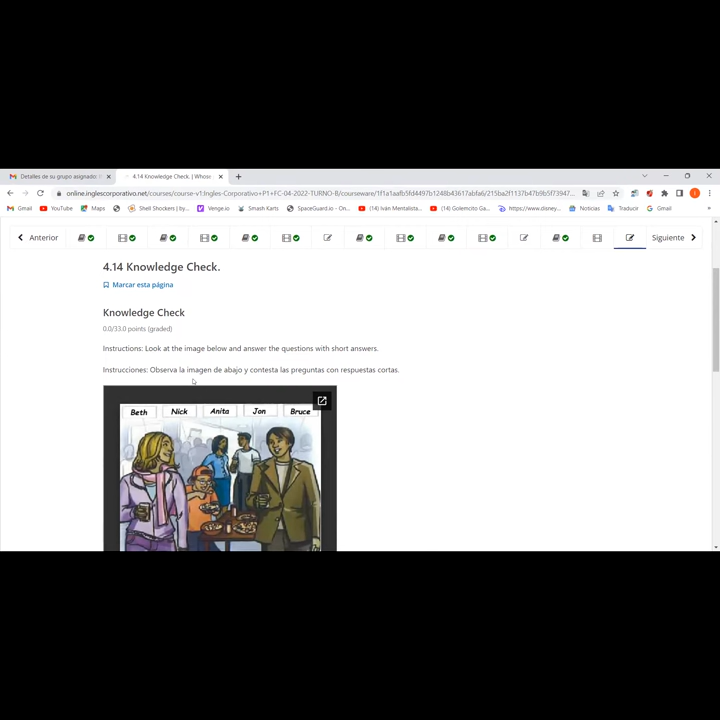 Detalles de su grupo asignado: I
4.14 Knowledge Check. | Whose
online.inglescorporativo.net/courses/course-v1:Ingles-Corporativo+P1+FC-04-2022-TURNO-B/courseware/1f1a1aafb5fd4497b1248b43617abfa6/215ba2f1137b47b9b5f73947...
Gmail YouTube Maps Shell Shockers | by... Venge.io Smash Karts SpaceGuard.io - On... (14) Iván Mentalista... (14) Golemcito Ga... https://www.disney... Noticias Traducir Gmail
Anterior Siguiente
4.14 Knowledge Check.
Marcar esta página
Knowledge Check
0.0/33.0 points (graded)
Instructions: Look at the image below and answer the questions with short answers.
Instrucciones: Observa la imagen de abajo y contesta las preguntas con respuestas cortas.
Beth Nick Anita Jon Bruce